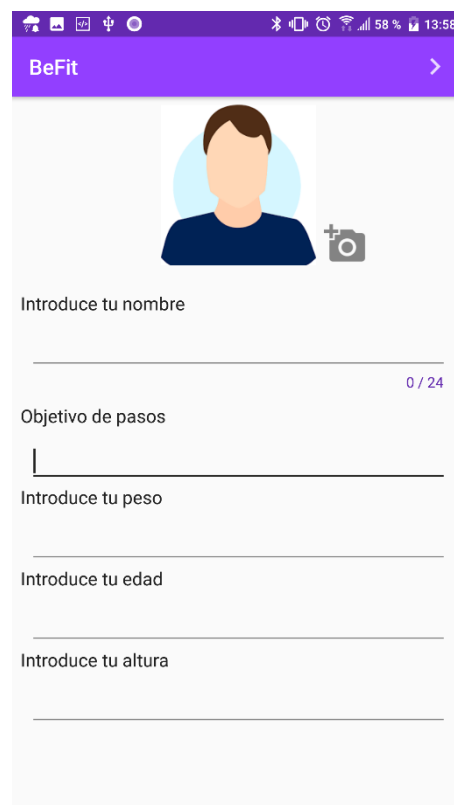 58 % 13:58
BeFit
Introduce tu nombre
0 / 24
Objetivo de pasos
Introduce tu peso
Introduce tu edad
Introduce tu altura